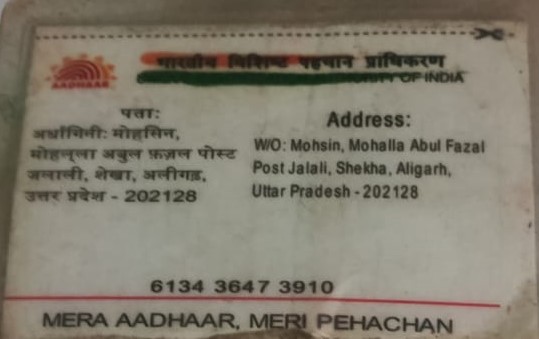 भारतीय विशिष्ट पहचान प्राधिकरण
OF INDIA
AADHAAR
पता:
अर्धांगिनी: मोहसिन,
मोहल्ला अबुल फ़ज़ल पोस्ट
जलाली, शेखा, अलीगढ़,
उत्तर प्रदेश - 202128
Address:
W/O: Mohsin, Mohalla Abul Fazal
Post Jalali, Shekha, Aligarh,
Uttar Pradesh - 202128
6134 3647 3910
MERA AADHAAR, MERI PEHACHAN